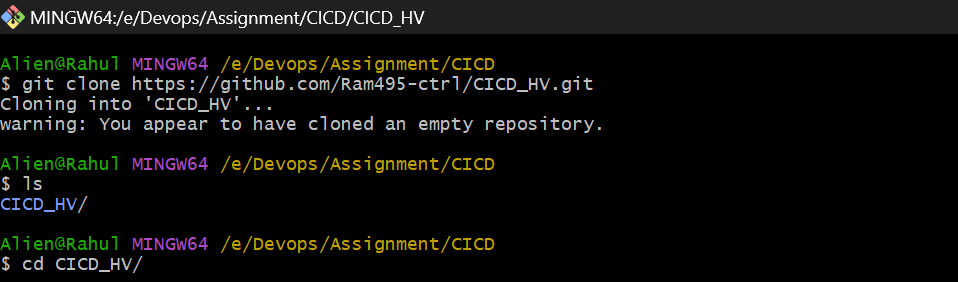 MINGW64:/e/Devops/Assignment/CICD/CICD_HV
Alien@Rahul MINGW64 /e/Devops/Assignment/CICD
$ git clone https://github.com/Ram495-ctrl/CICD_HV.git
Cloning into 'CICD_HV'...
warning: You appear to have cloned an empty repository.
Alien@Rahul MINGW64 /e/Devops/Assignment/CICD
$ ls
CICD_HV/
Alien@Rahul MINGW64 /e/Devops/Assignment/CICD
$ cd CICD_HV/